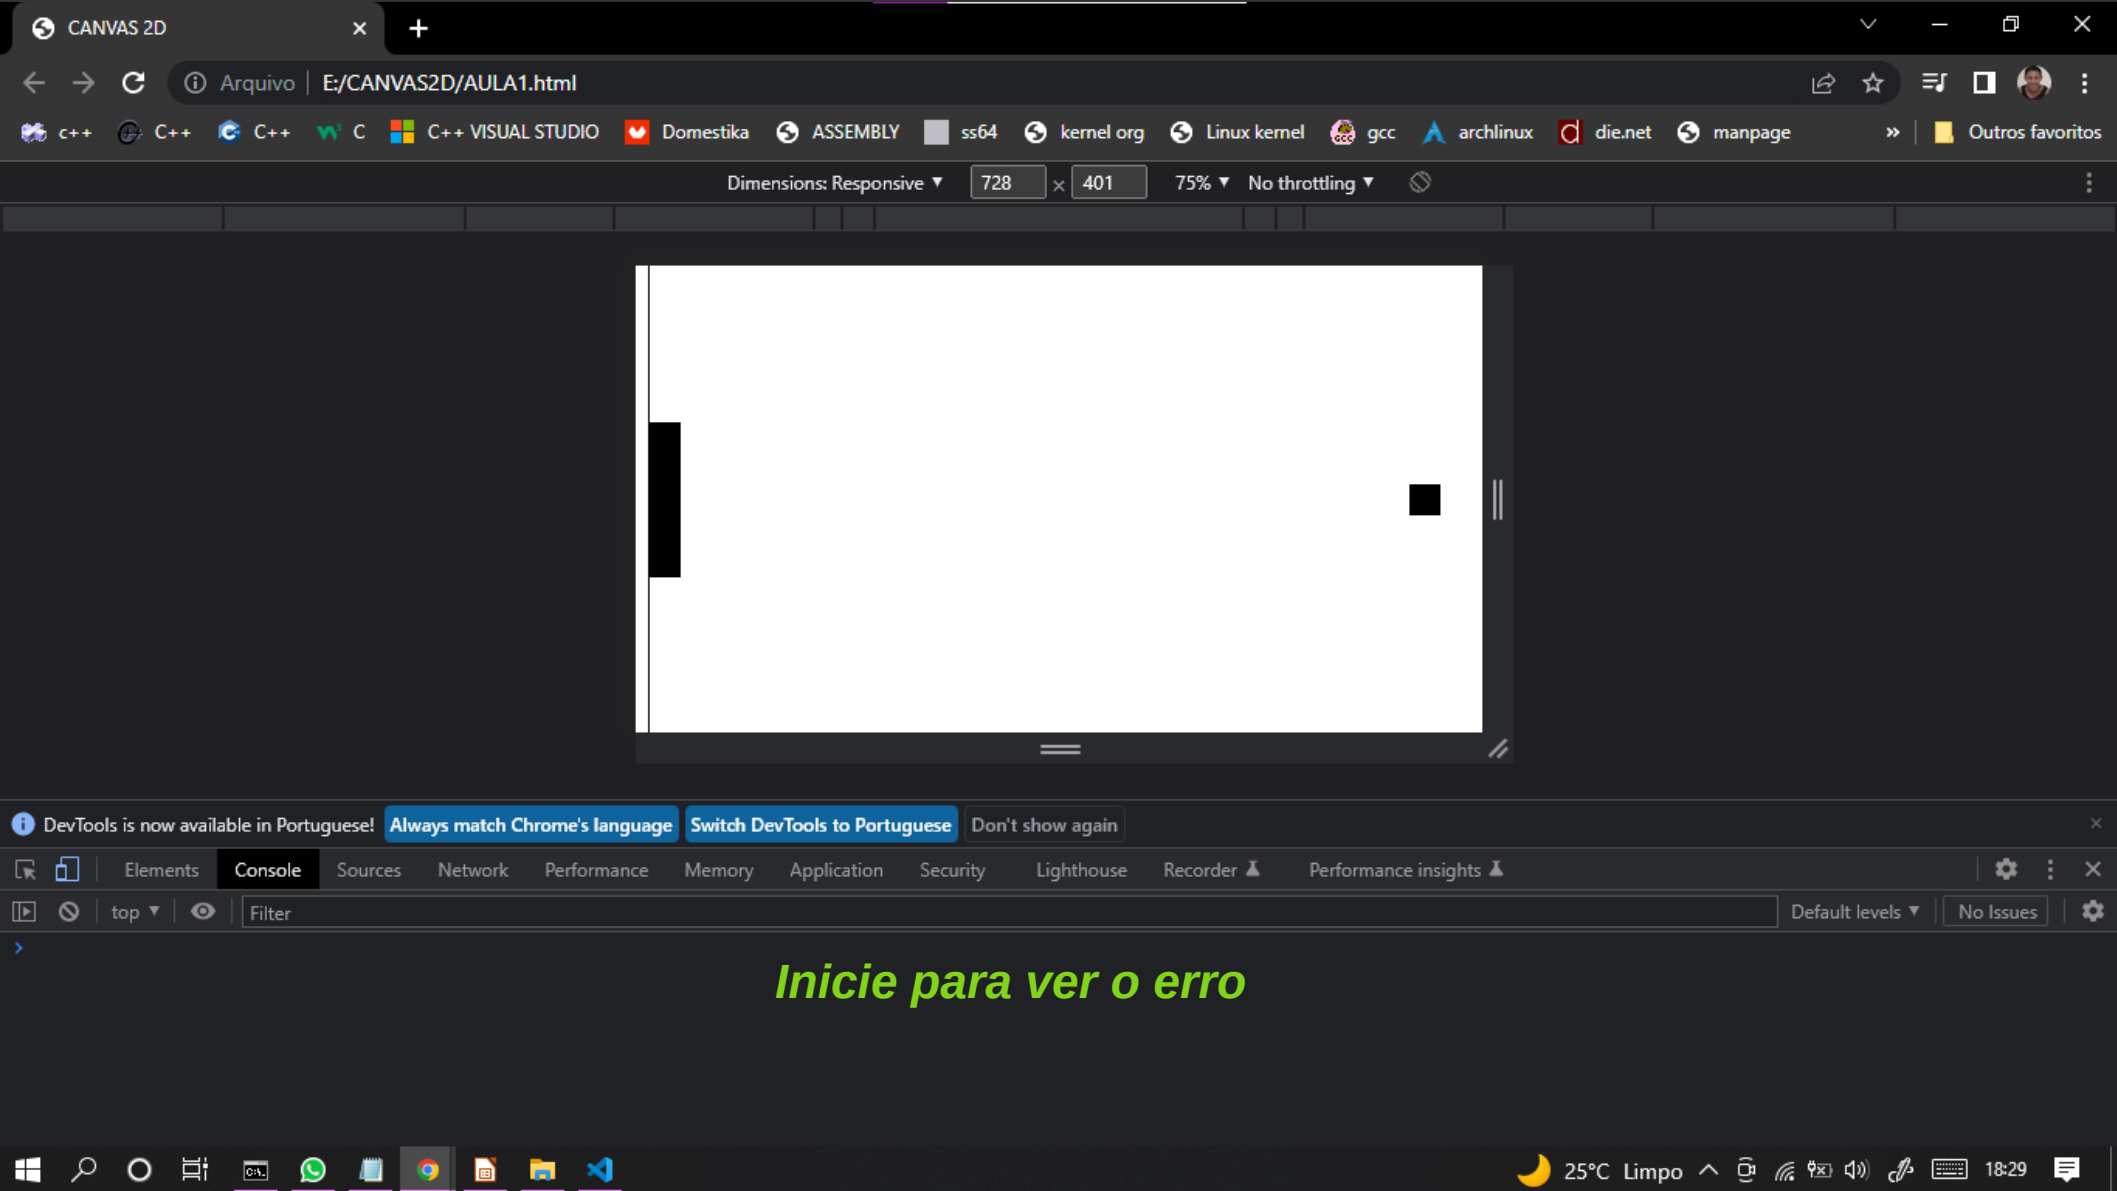 CANVAS 2D
Arquivo | E:/CANVAS2D/AULA1.html
c++ C++ C++ W3 C C++ VISUAL STUDIO Domestika ASSEMBLY ss64 kernel org Linux kernel gcc archlinux die.net manpage » Outros favoritos
Dimensions: Responsive 728 × 401 75% No throttling
DevTools is now available in Portuguese! Always match Chrome's language Switch DevTools to Portuguese Don't show again
Elements Console Sources Network Performance Memory Application Security Lighthouse Recorder Performance insights
top Filter Default levels No Issues
Inicie para ver o erro
25°C Limpo 18:29